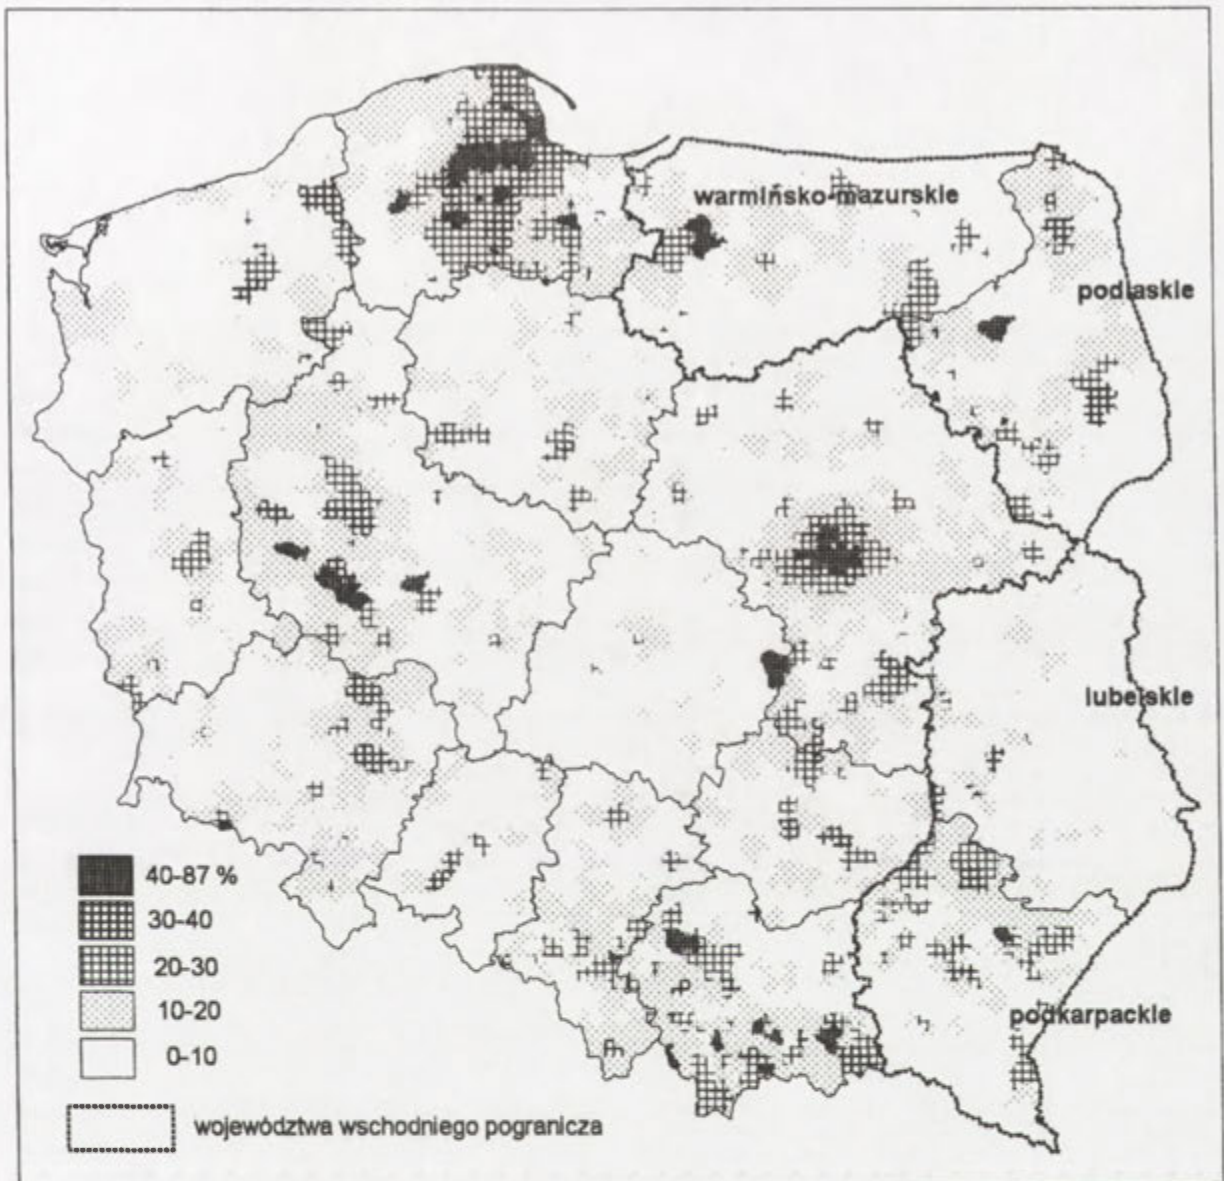 warmińsko-mazurskie
podlaskie
lubelskie
podkarpackie
40-87 %
30-40
20-30
10-20
0-10
województwa wschodniego pogranicza